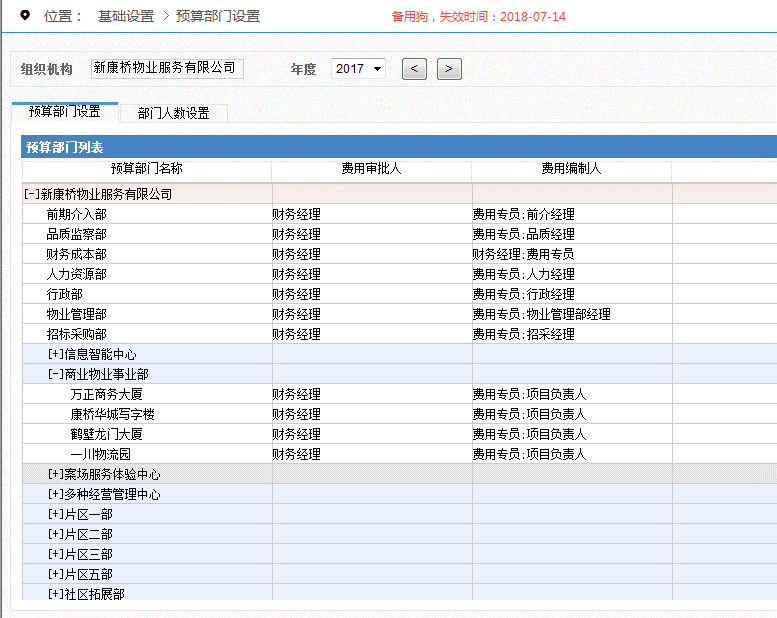 位置： 基础设置 > 预算部门设置 备用狗，失效时间：2018-07-14
组织机构 新康桥物业服务有限公司 年度 2017 < >
预算部门设置 部门人数设置
预算部门列表
预算部门名称 费用审批人 费用编制人
[-]新康桥物业服务有限公司
前期介入部 财务经理 费用专员;前介经理
品质监察部 财务经理 费用专员;品质经理
财务成本部 财务经理 财务经理;费用专员
人力资源部 财务经理 费用专员;人力经理
行政部 财务经理 费用专员;行政经理
物业管理部 财务经理 费用专员;物业管理部经理
招标采购部 财务经理 费用专员;招采经理
[+]信息智能中心
[-]商业物业事业部
万正商务大厦 财务经理 费用专员;项目负责人
康桥华城写字楼 财务经理 费用专员;项目负责人
鹤壁龙门大厦 财务经理 费用专员;项目负责人
一川物流园 财务经理 费用专员;项目负责人
[+]案场服务体验中心
[+]多种经营管理中心
[+]片区一部
[+]片区二部
[+]片区三部
[+]片区五部
[+]社区拓展部